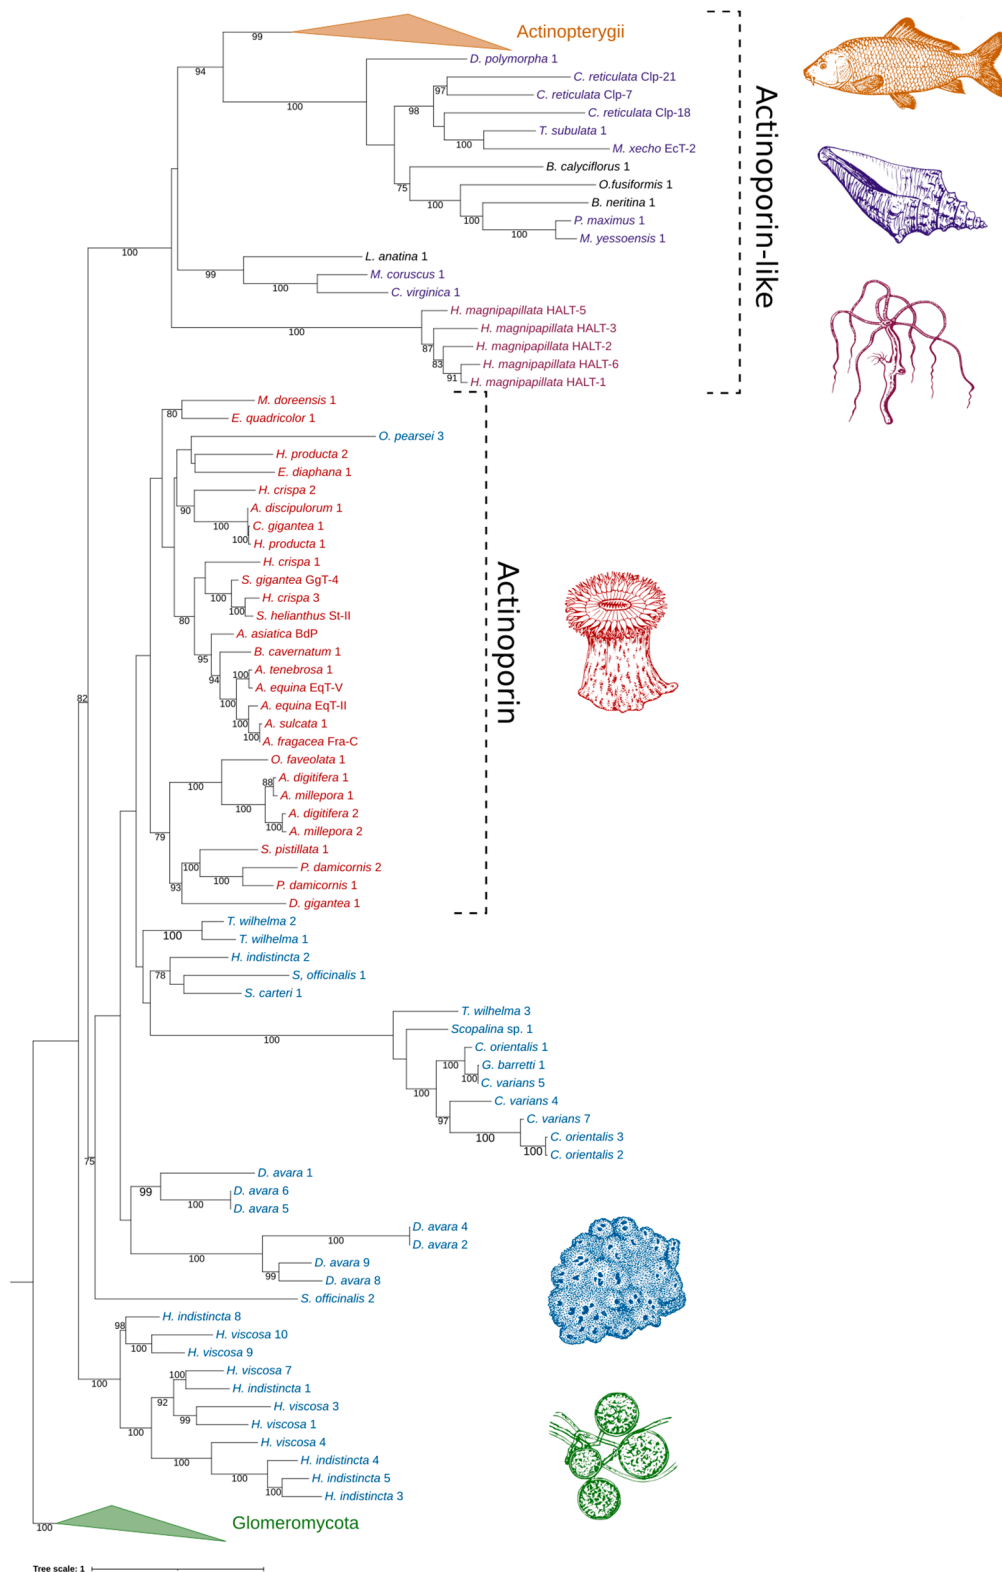 99
Actinopterygii
94
D. polymorpha 1
100
C. reticulata Clp-21
97
C. reticulata Clp-7
98
C. reticulata Clp-18
T. subulata 1
100
M. xecho EcT-2
B. calyciflorus 1
75
O.fusiformis 1
100
B. neritina 1
100
P. maximus 1
100
M. yessoensis 1
100
L. anatina 1
99
M. coruscus 1
100
C. virginica 1
H. magnipapillata HALT-5
100
H. magnipapillata HALT-3
87
H. magnipapillata HALT-2
83
H. magnipapillata HALT-6
91
H. magnipapillata HALT-1
Actinoporin-like
M. doreensis 1
80
E. quadricolor 1
O. pearsei 3
H. producta 2
E. diaphana 1
H. crispa 2
90
A. discipulorum 1
100
C. gigantea 1
100
H. producta 1
H. crispa 1
S. gigantea GgT-4
100
H. crispa 3
100
80
S. helianthus St-II
A. asiatica BdP
95
B. cavernatum 1
94
A. tenebrosa 1
100
A. equina EqT-V
A. equina EqT-II
100
A. sulcata 1
100
A. fragacea Fra-C
Actinoporin
82
O. faveolata 1
100
A. digitifera 1
88
A. millepora 1
100
A. digitifera 2
100
A. millepora 2
79
S. pistillata 1
100
P. damicornis 2
100
P. damicornis 1
93
D. gigantea 1
T. wilhelma 2
100
T. wilhelma 1
H. indistincta 2
78
S, officinalis 1
S. carteri 1
T. wilhelma 3
100
Scopalina sp. 1
C. orientalis 1
100
G. barretti 1
100
C. varians 5
100
C. varians 4
97
C. varians 7
100
C. orientalis 3
100
C. orientalis 2
75
D. avara 1
99
D. avara 6
100
D. avara 5
D. avara 4
100
D. avara 2
100
D. avara 9
99
D. avara 8
S. officinalis 2
H. indistincta 8
98
H. viscosa 10
100
H. viscosa 9
100
H. viscosa 7
100
H. indistincta 1
92
H. viscosa 3
99
H. viscosa 1
100
H. viscosa 4
100
H. indistincta 4
100
H. indistincta 5
100
H. indistincta 3
Glomeromycota
100
Tree scale: 1